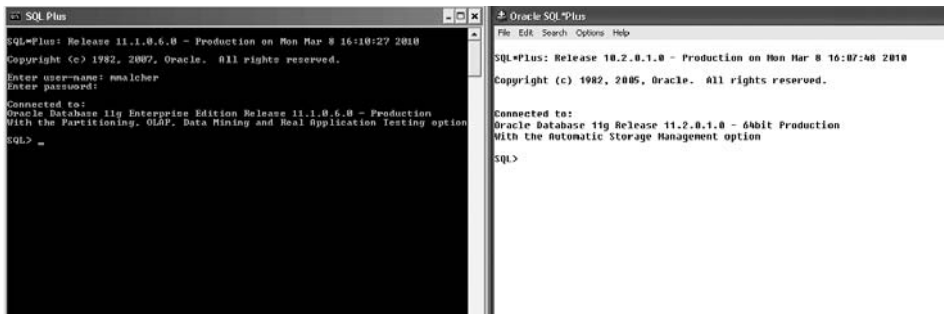 SQL Plus
SQL*Plus: Release 11.1.0.6.0 - Production on Mon Mar 8 16:10:27 2010
Copyright (c) 1982, 2007, Oracle. All rights reserved.
Enter user-name: mmalcher
Enter password:
Connected to:
Oracle Database 11g Enterprise Edition Release 11.1.0.6.0 - Production
With the Partitioning, OLAP, Data Mining and Real Application Testing option
SQL> _
Oracle SQL*Plus
File Edit Search Options Help
SQL*Plus: Release 10.2.0.1.0 - Production on Mon Mar 8 16:07:48 2010
Copyright (c) 1982, 2005, Oracle. All rights reserved.
Connected to:
Oracle Database 11g Release 11.2.0.1.0 - 64bit Production
With the Automatic Storage Management option
SQL>